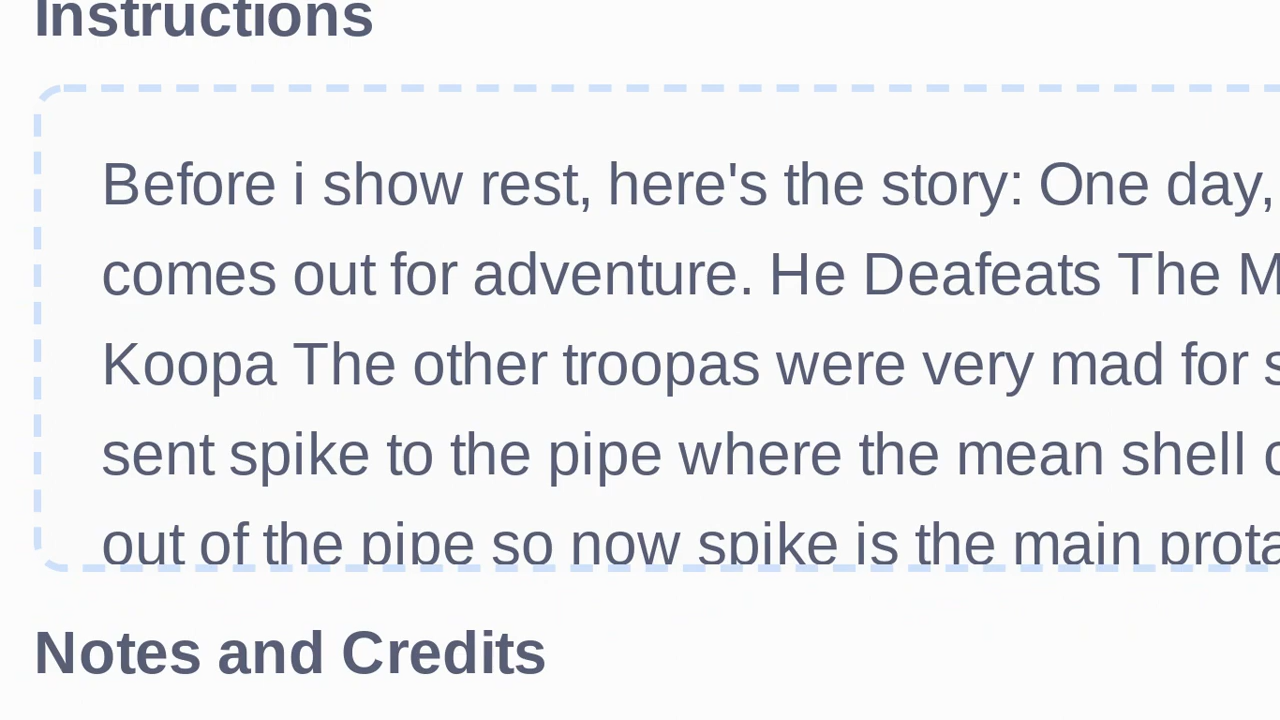 Instructions
Before i show rest, here's the story: One day,
comes out for adventure. He Deafeats The
Koopa The other troopas were very mad for
sent spike to the pipe where the mean shell
out of the pipe so now spike is the main
Notes and Credits